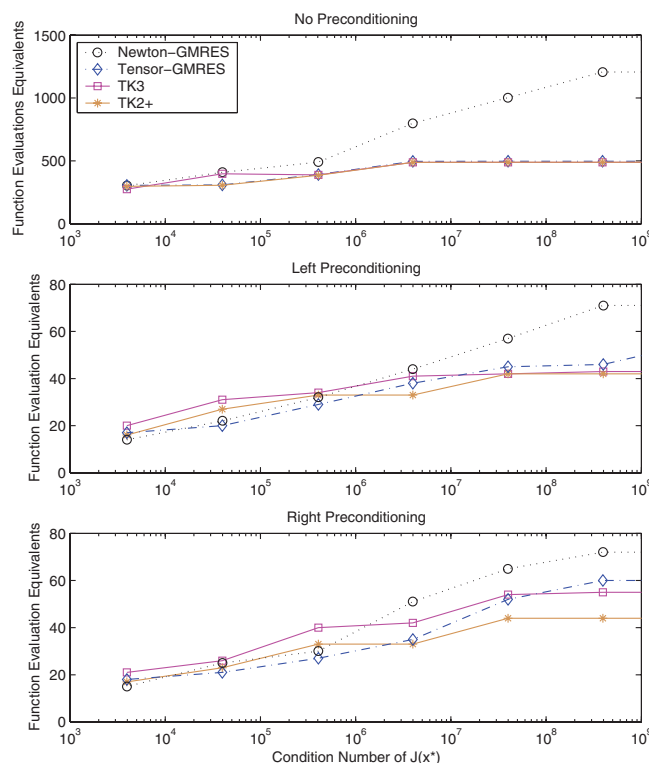 No Preconditioning
Function Evaluations Equivalents
1500
1000
500
0
Newton-GMRES
Tensor-GMRES
TK3
TK2+
10^3 10^4 10^5 10^6 10^7 10^8 10^9
Left Preconditioning
Function Evaluation Equivalents
80
60
40
20
0
10^3 10^4 10^5 10^6 10^7 10^8 10^9
Right Preconditioning
Function Evaluation Equivalents
80
60
40
20
0
10^3 10^4 10^5 10^6 10^7 10^8 10^9
Condition Number of J(x*)